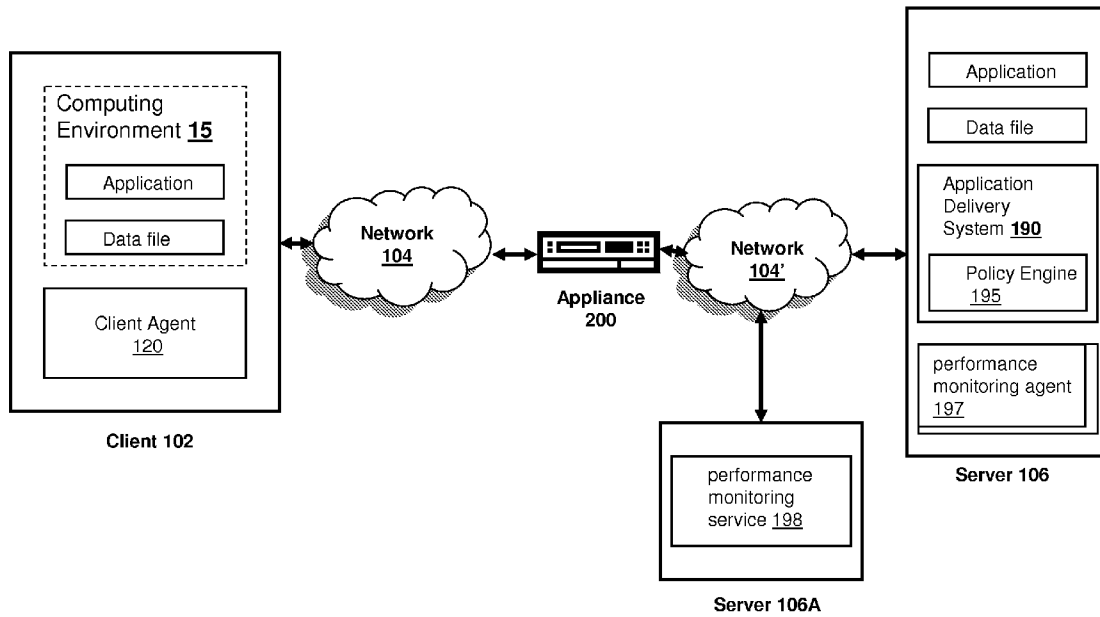 Computing
Environment 15
Application
Data file
Client Agent
120
Client 102
Network
104
Appliance
200
Network
104'
performance
monitoring
service 198
Server 106A
Application
Data file
Application
Delivery
System 190
Policy Engine
195
performance
monitoring agent
197
Server 106